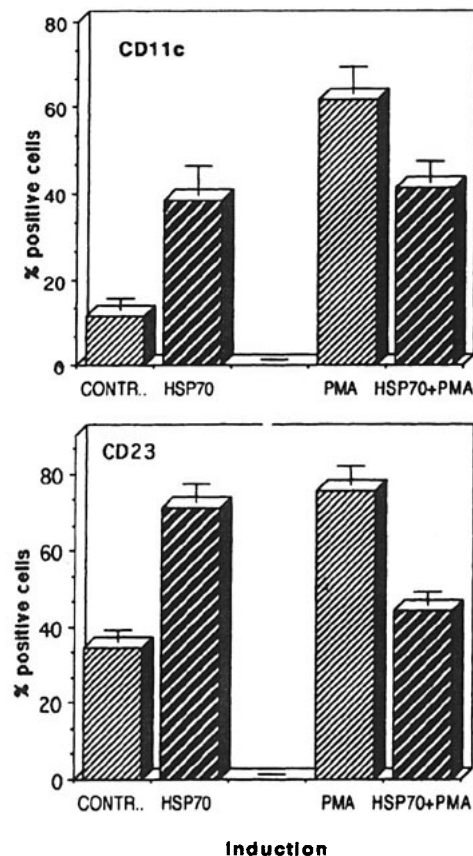 CD11c
% positive cells
80
60
40
20
0
CONTR.. HSP70 PMA HSP70+PMA
CD23
% positive cells
80
60
40
20
0
CONTR.. HSP70 PMA HSP70+PMA
Induction